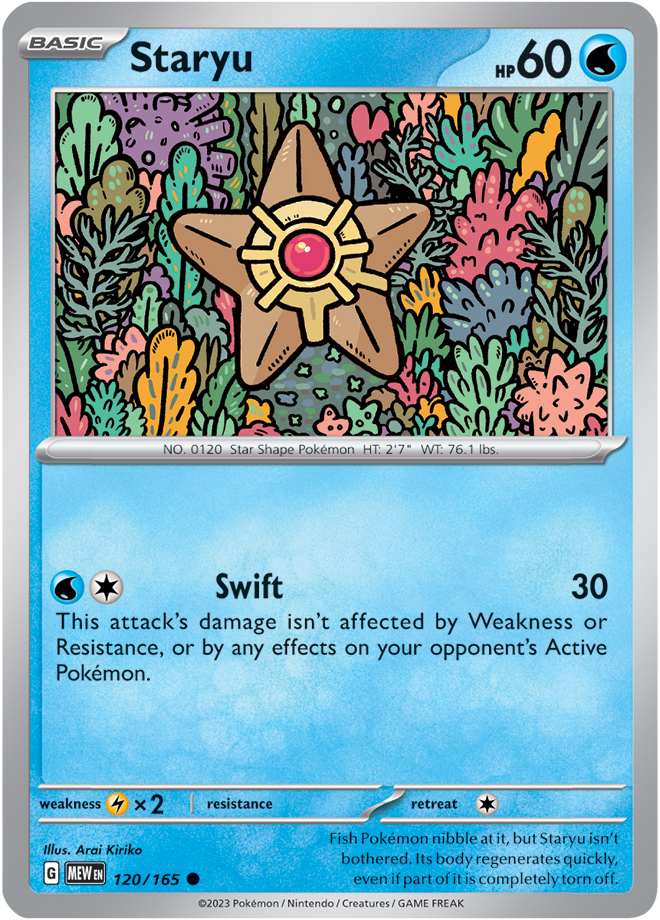 BASIC
Staryu
HP 60
NO. 0120 Star Shape Pokémon HT: 2'7" WT: 76.1 lbs.
Swift 30
This attack's damage isn't affected by Weakness or
Resistance, or by any effects on your opponent's Active
Pokémon.
weakness ×2 resistance retreat
Illus. Arai Kiriko
Fish Pokémon nibble at it, but Staryu isn't
bothered. Its body regenerates quickly,
even if part of it is completely torn off.
G MEW EN 120/165
©2023 Pokémon / Nintendo / Creatures / GAME FREAK